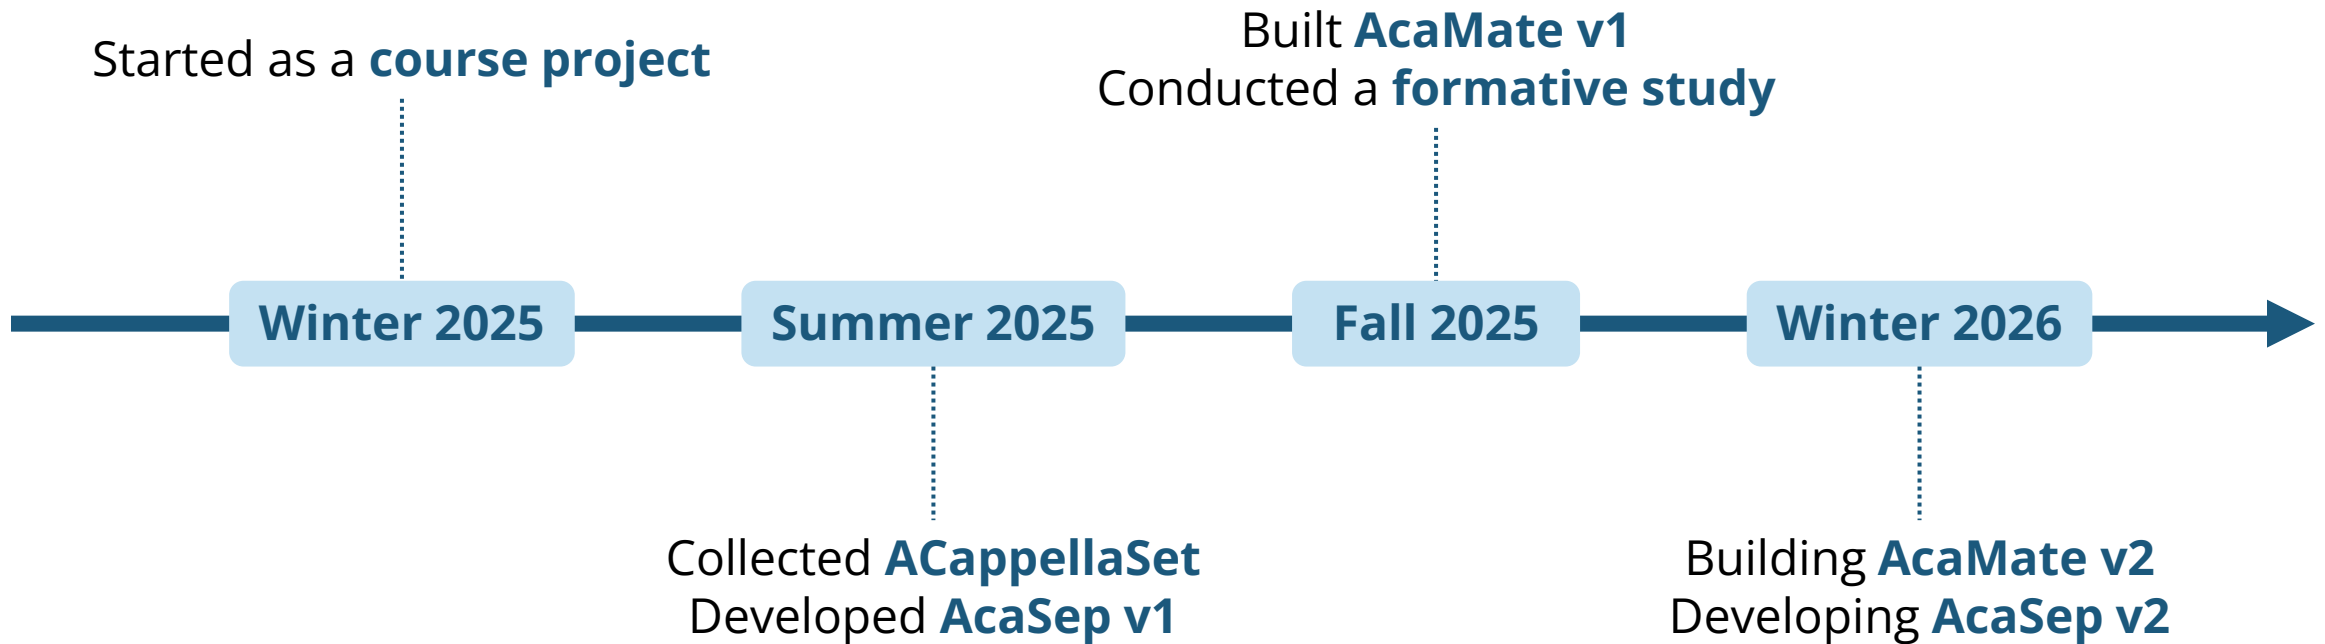 Started as a course project
Built AcaMate v1
Conducted a formative study
Winter 2025
Summer 2025
Fall 2025
Winter 2026
Collected ACappellaSet
Developed AcaSep v1
Building AcaMate v2
Developing AcaSep v2